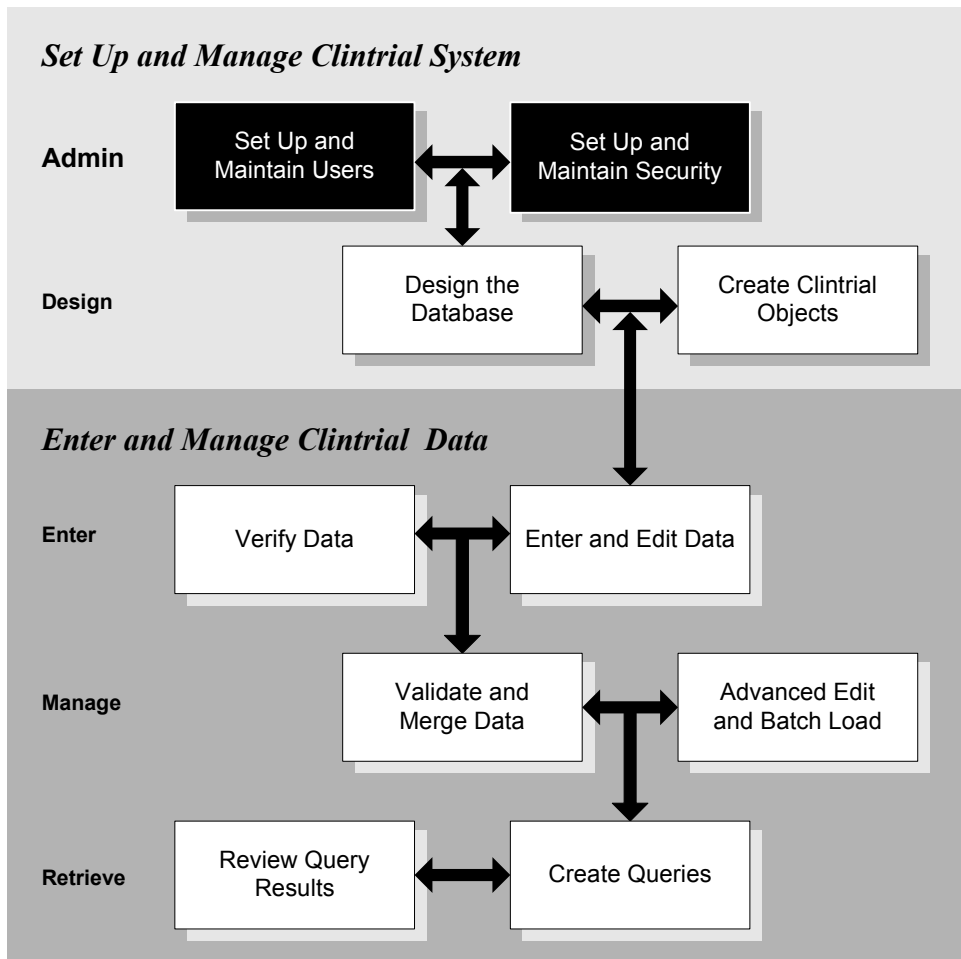 Set Up and Manage Clintrial System
Admin
Set Up and
Maintain Users
Set Up and
Maintain Security
Design
Design the
Database
Create Clintrial
Objects
Enter and Manage Clintrial Data
Enter
Verify Data
Enter and Edit Data
Manage
Validate and
Merge Data
Advanced Edit
and Batch Load
Retrieve
Review Query
Results
Create Queries